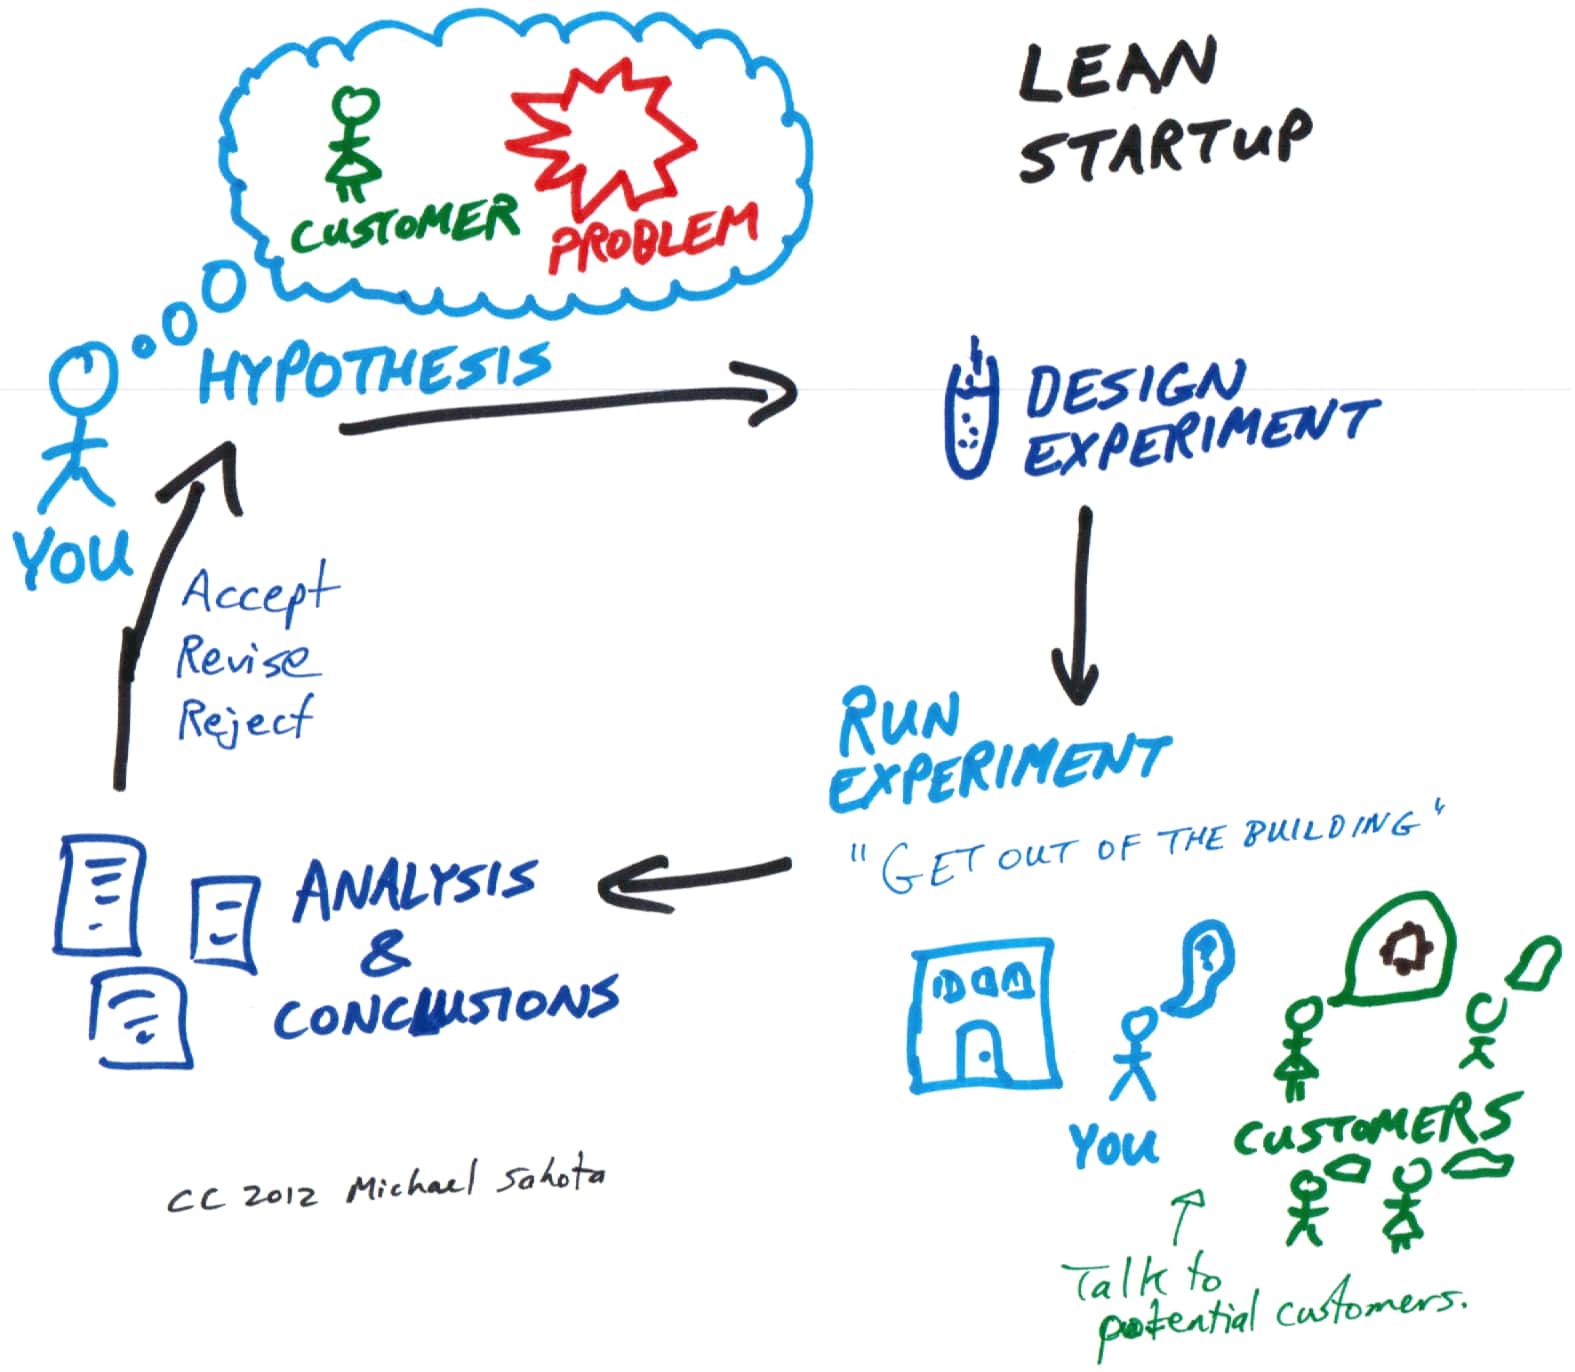 LEAN
STARTUP
CUSTOMER
PROBLEM
HYPOTHESIS
YOU
DESIGN
EXPERIMENT
Accept
Revise
Reject
RUN
EXPERIMENT
"GET OUT OF THE BUILDING"
ANALYSIS
&
CONCLUSIONS
?
YOU
CUSTOMERS
Talk to
potential customers.
CC 2012 Michael Sahota